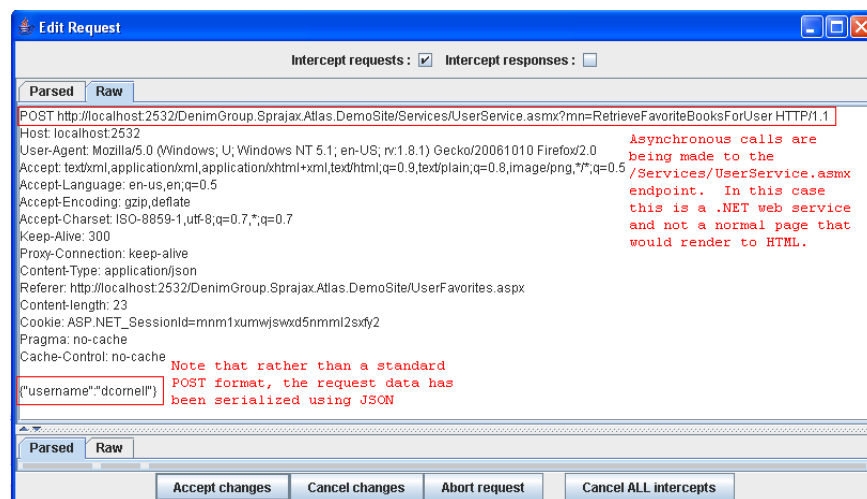 Edit Request
Intercept requests : Intercept responses :
Parsed Raw
POST http://localhost:2532/DenimGroup.Sprajax.Atlas.DemoSite/Services/UserService.asmx?mn=RetrieveFavoriteBooksForUser HTTP/1.1
Host: localhost:2532
User-Agent: Mozilla/5.0 (Windows; U; Windows NT 5.1; en-US; rv:1.8.1) Gecko/20061010 Firefox/2.0
Accept: text/xml,application/xml,application/xhtml+xml,text/html;q=0.9,text/plain;q=0.8,image/png,*/*;q=0.5
Accept-Language: en-us,en;q=0.5
Accept-Encoding: gzip,deflate
Accept-Charset: ISO-8859-1,utf-8;q=0.7,*;q=0.7
Keep-Alive: 300
Proxy-Connection: keep-alive
Content-Type: application/json
Referer: http://localhost:2532/DenimGroup.Sprajax.Atlas.DemoSite/UserFavorites.aspx
Content-length: 23
Cookie: ASP.NET_SessionId=mnm1xumwjswxd5nmml2sxfy2
Pragma: no-cache
Cache-Control: no-cache
{"username":"dcornell"}
Asynchronous calls are
being made to the
/Services/UserService.asmx
endpoint. In this case
this is a .NET web service
and not a normal page that
would render to HTML.
Note that rather than a standard
POST format, the request data has
been serialized using JSON
Parsed Raw
Accept changes Cancel changes Abort request Cancel ALL intercepts